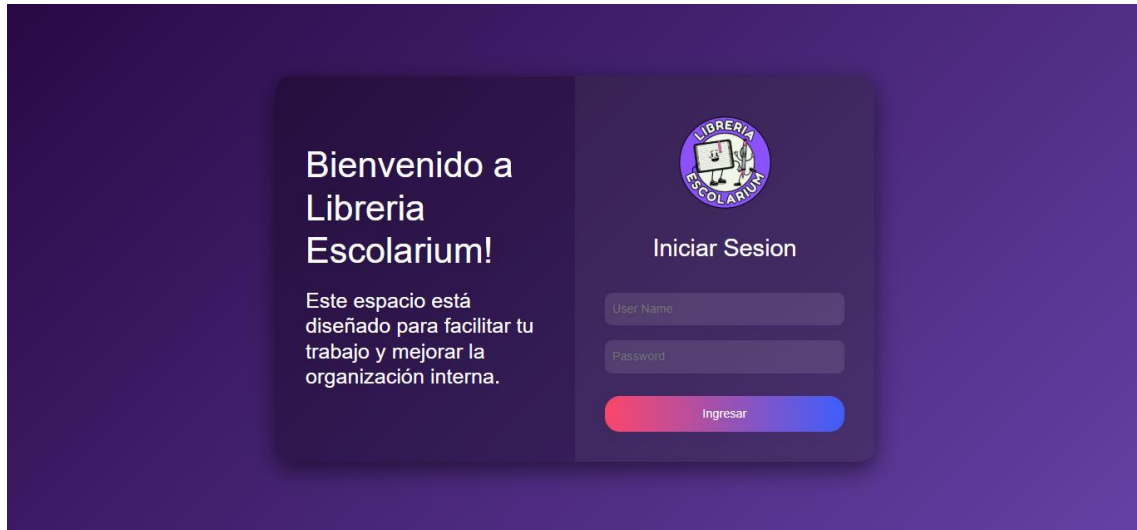 Bienvenido a
Libreria
Escolarium!
Este espacio está
diseñado para facilitar tu
trabajo y mejorar la
organización interna.
LIBRERIA
ESCOLARIUM
Iniciar Sesion
User Name
Password
Ingresar